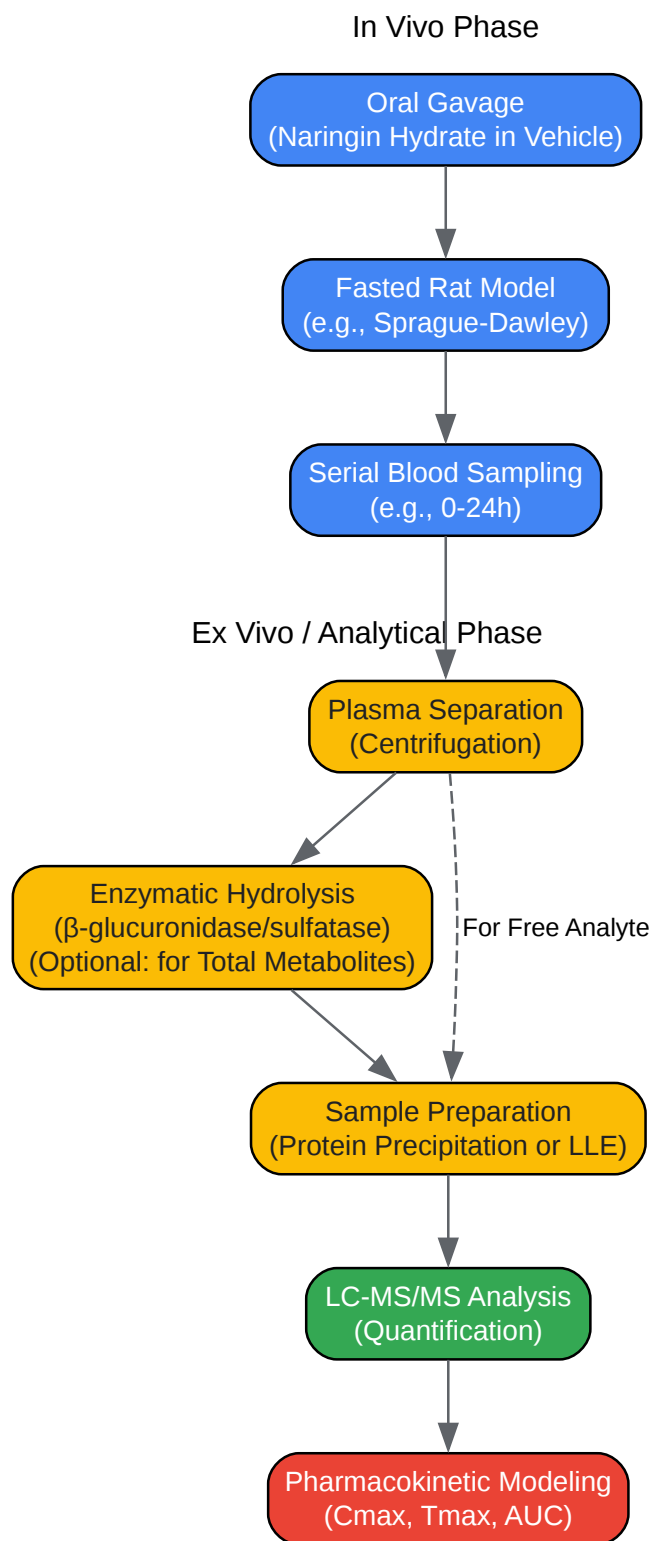 In Vivo Phase
Oral Gavage
(Naringin Hydrate in Vehicle)
Fasted Rat Model
(e.g., Sprague-Dawley)
Serial Blood Sampling
(e.g., 0-24h)
Ex Vivo / Analytical Phase
Plasma Separation
(Centrifugation)
Enzymatic Hydrolysis
(β-glucuronidase/sulfatase)
(Optional: for Total Metabolites)
For Free Analyte
Sample Preparation
(Protein Precipitation or LLE)
LC-MS/MS Analysis
(Quantification)
Pharmacokinetic Modeling
(Cmax, Tmax, AUC)